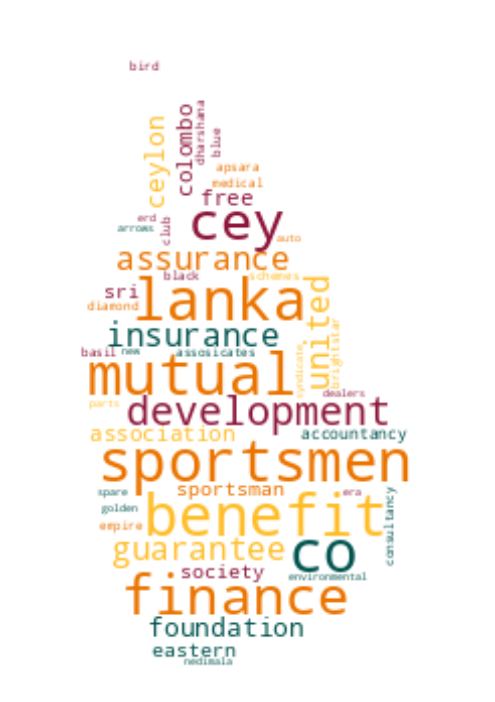 bird
ceylon
colombo
dharshana
blue
apsara
medical
free
erd
arrows
club
cey
auto
assurance
black
schemes
sri
lanka
diamond
united
brightstar
insurance
basil
new
assosicates
syndicate
mutual
parts
dealers
development
association
accountancy
sportsmen
spare
sportsman
era
golden
benefit
consultancy
empire
guarantee
co
society
environmental
finance
foundation
eastern
nedimala